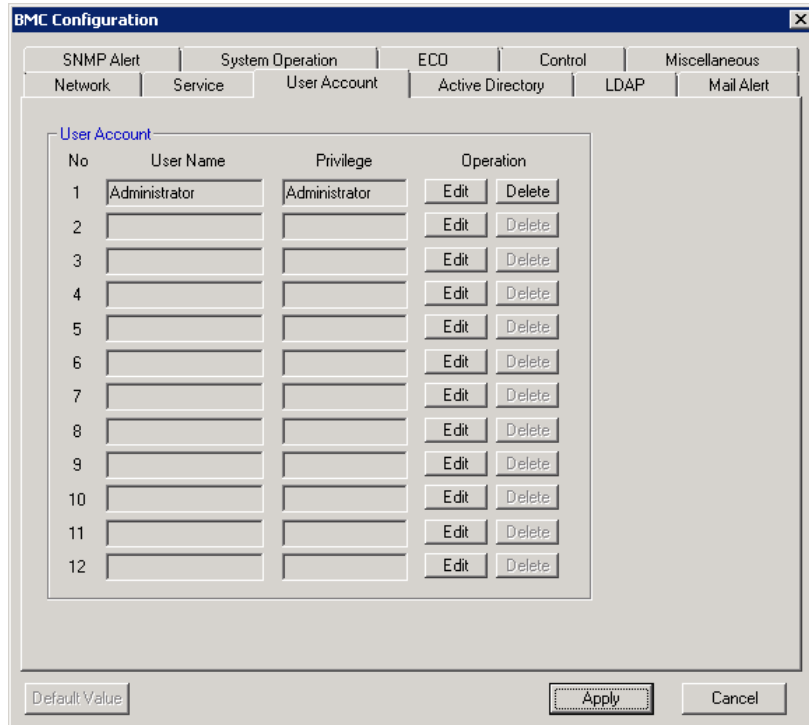 BMC Configuration
SNMP Alert System Operation ECO Control Miscellaneous
Network Service User Account Active Directory LDAP Mail Alert
User Account
No User Name Privilege Operation
1 Administrator Administrator Edit Delete
2 Edit Delete
3 Edit Delete
4 Edit Delete
5 Edit Delete
6 Edit Delete
7 Edit Delete
8 Edit Delete
9 Edit Delete
10 Edit Delete
11 Edit Delete
12 Edit Delete
Default Value Apply Cancel